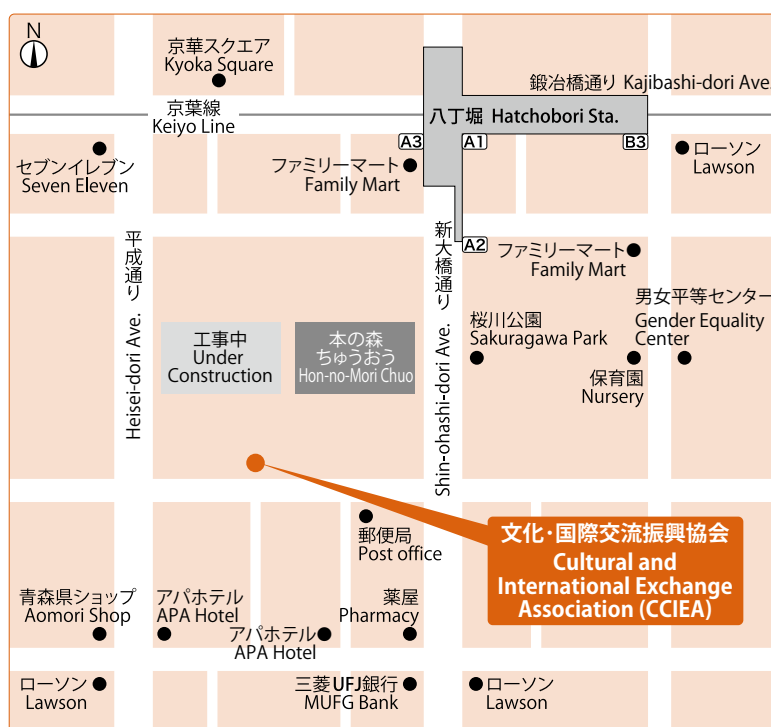 N
京華スクエア
Kyoka Square
鍛冶橋通り Kajibashi-dori Ave.
京葉線
Keiyo Line
八丁堀 Hatchobori Sta.
A3
A1
B3
セブンイレブン
Seven Eleven
ファミリーマート
Family Mart
ローソン
Lawson
平成通り
Heisei-dori Ave.
新大橋通り
Shin-ohashi-dori Ave.
A2
ファミリーマート
Family Mart
工事中
Under
Construction
本の森
ちゅうおう
Hon-no-Mori Chuo
桜川公園
Sakuragawa Park
男女平等センター
Gender Equality
Center
保育園
Nursery
郵便局
Post office
文化・国際交流振興協会
Cultural and
International Exchange
Association (CCIEA)
青森県ショップ
Aomori Shop
アパホテル
APA Hotel
アパホテル
APA Hotel
薬屋
Pharmacy
ローソン
Lawson
三菱UFJ銀行
MUFG Bank
ローソン
Lawson